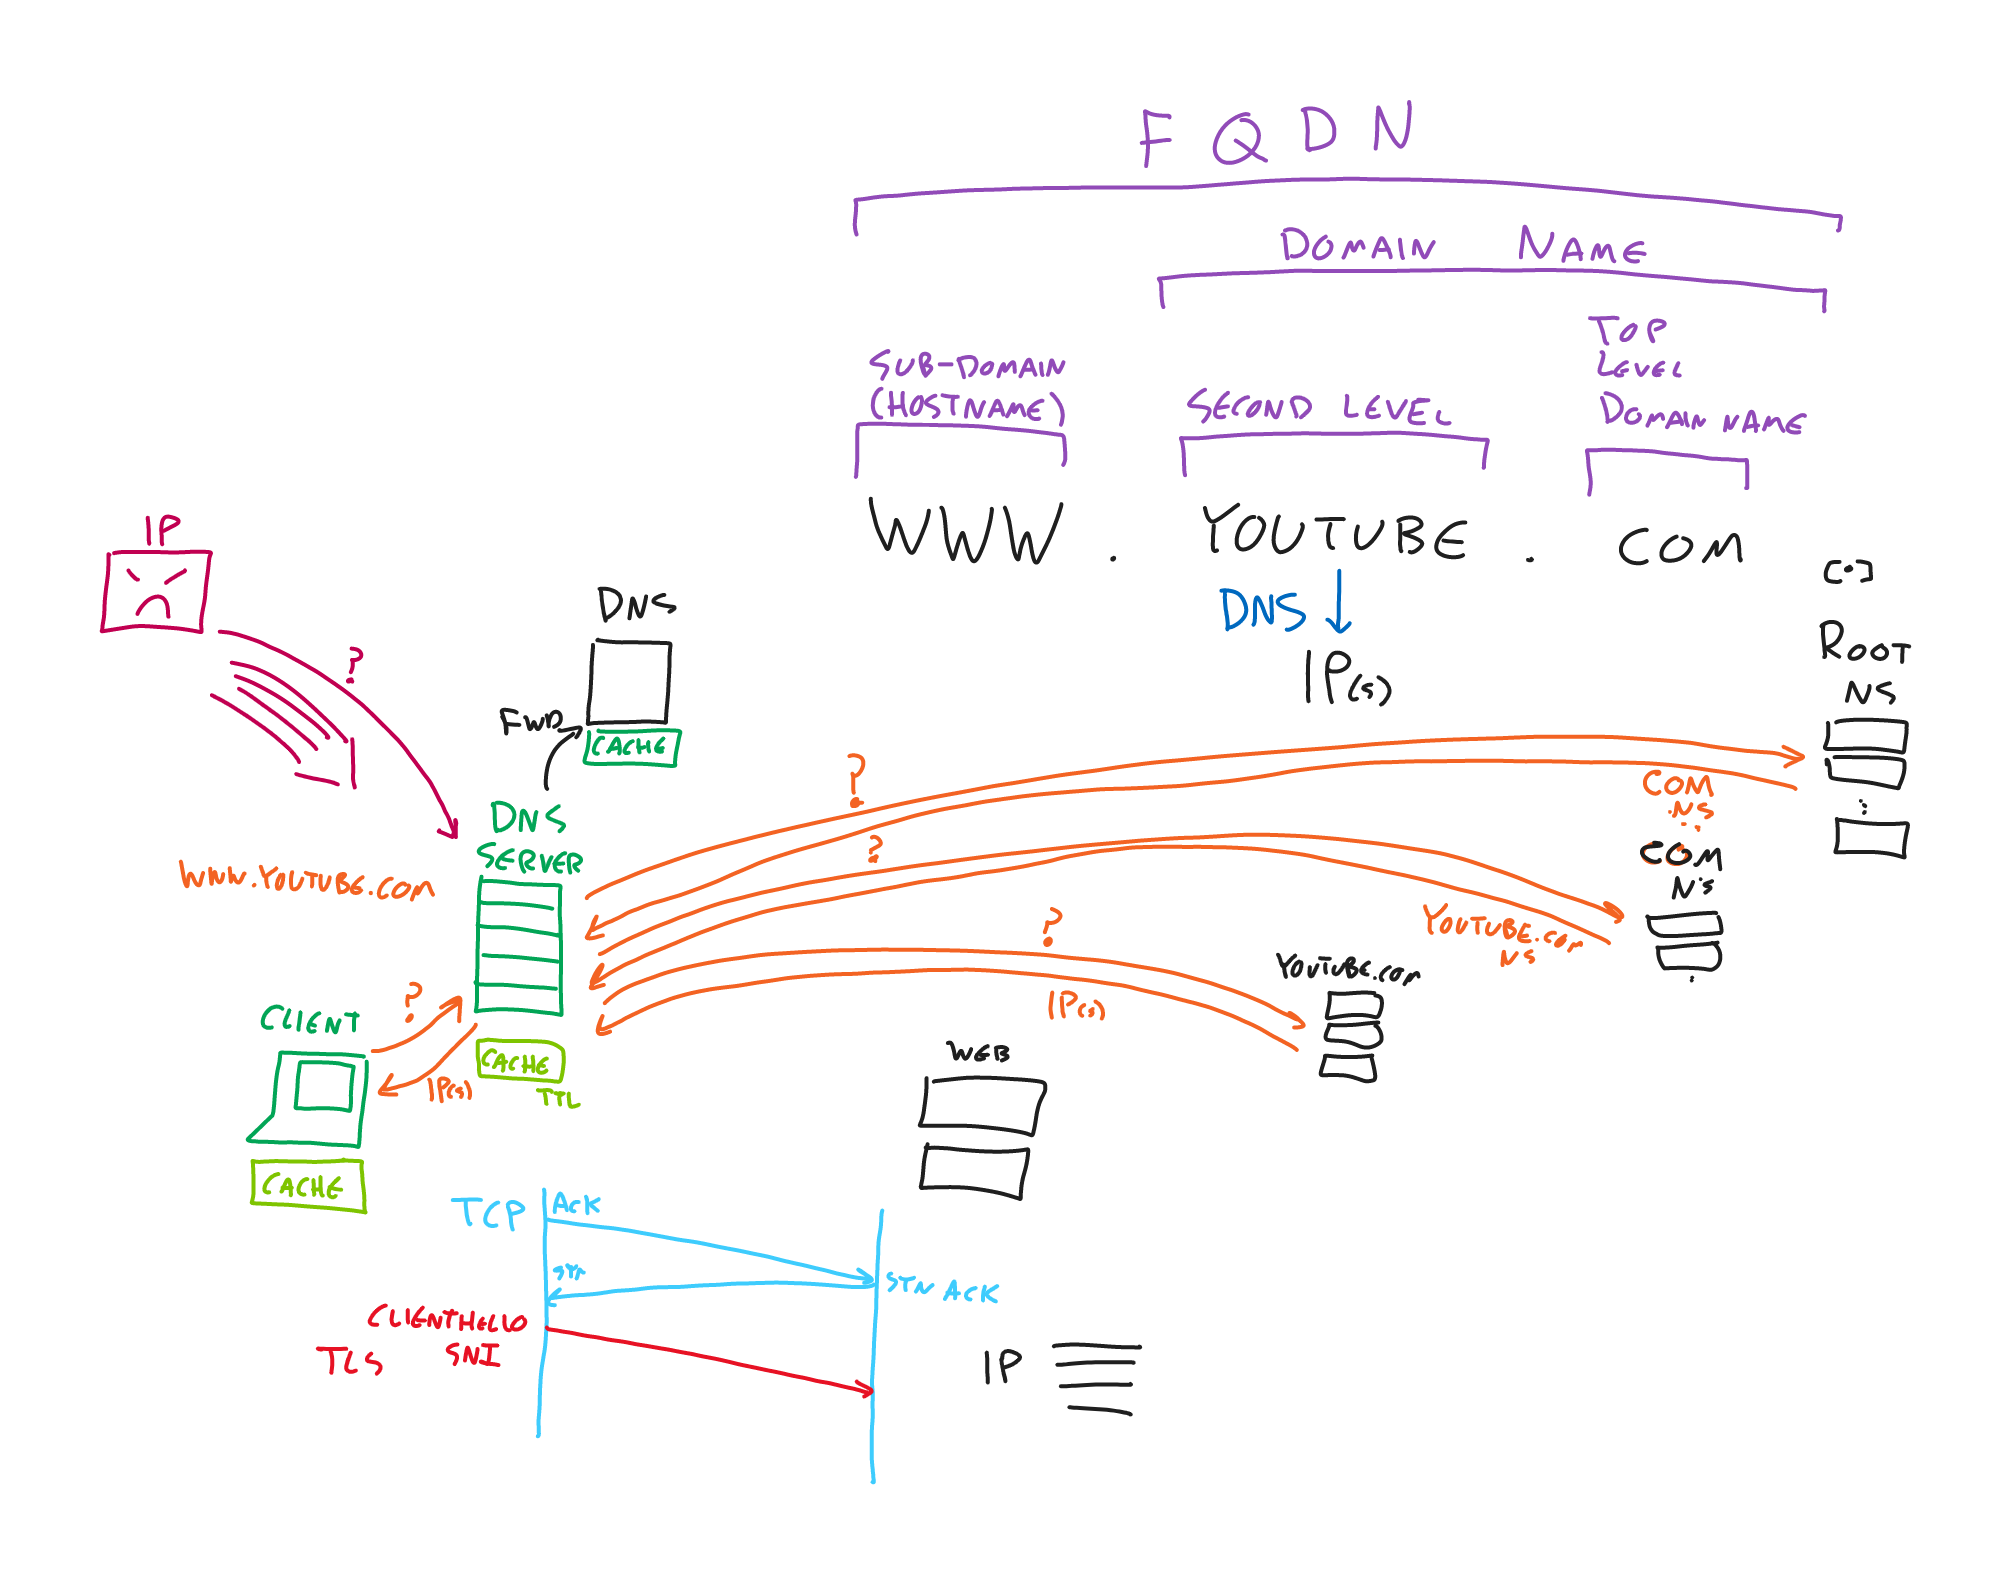 FQDN
DOMAIN NAME
TOP
LEVEL
DOMAIN NAME
SUB-DOMAIN
(HOSTNAME)
SECOND LEVEL
WWW . YOUTUBE . COM
[.]
DNS
IP(s)
ROOT
NS
IP
?
DNS
FWD
CACHE
DNS
SERVER
WWW.YOUTUBE.COM
?
COM
NS
?
COM
N's
YOUTUBE.COM
NS
?
YOUTUBE.COM
IP(s)
CLIENT
?
IP(s)
CACHE
TTL
CACHE
WEB
TCP
ACK
SYN
STN ACK
CLIENTHELLO
SNI
TLS
IP